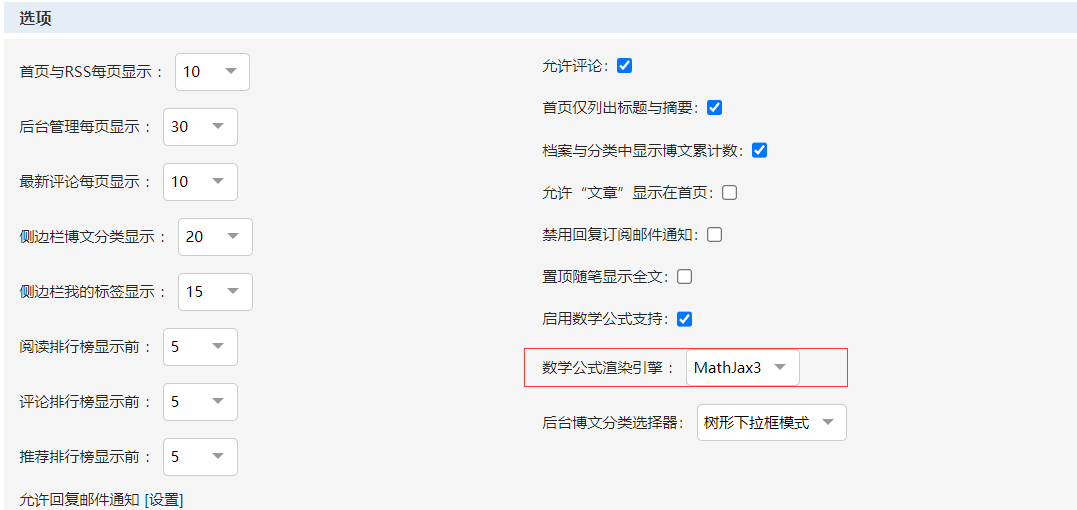 选项
首页与RSS每页显示： 10
后台管理每页显示： 30
最新评论每页显示： 10
侧边栏博文分类显示： 20
侧边栏我的标签显示： 15
阅读排行榜显示前： 5
评论排行榜显示前： 5
推荐排行榜显示前： 5
允许回复邮件通知 [设置]
允许评论：
首页仅列出标题与摘要：
档案与分类中显示博文累计数：
允许“文章”显示在首页：
禁用回复订阅邮件通知：
置顶随笔显示全文：
启用数学公式支持：
数学公式渲染引擎： MathJax3
后台博文分类选择器： 树形下拉框模式